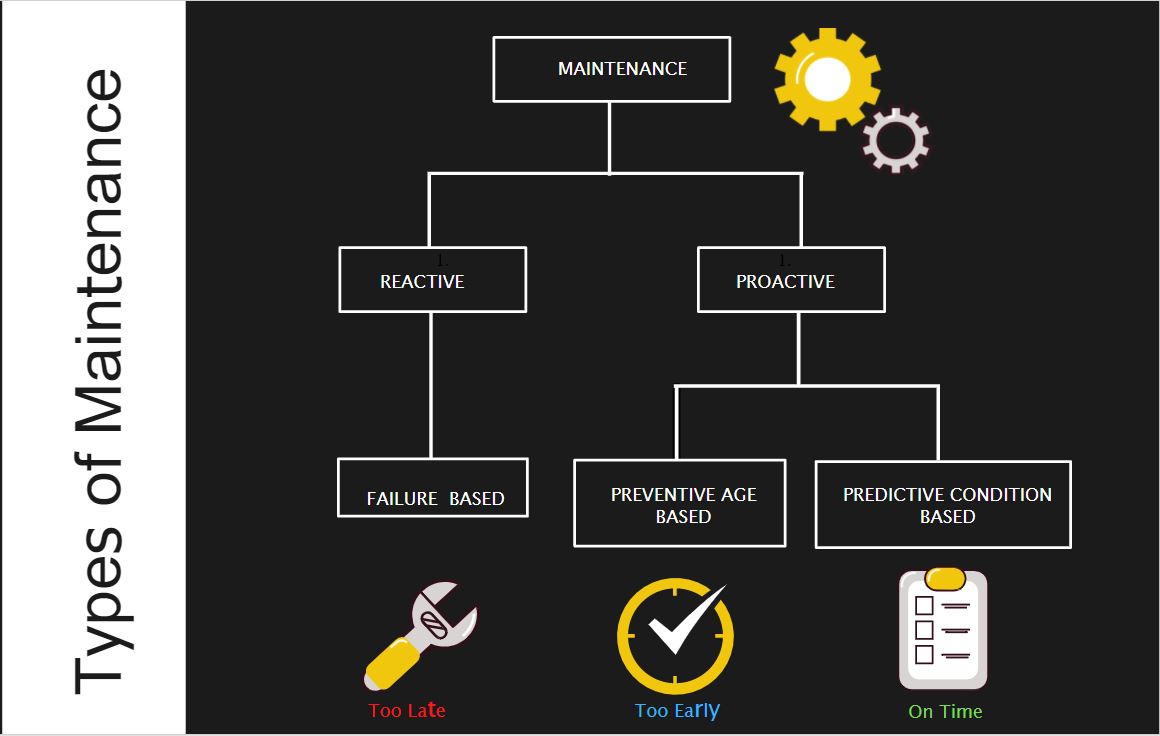 Types of Maintenance
MAINTENANCE
1.
REACTIVE
1.
PROACTIVE
FAILURE BASED
PREVENTIVE AGE
BASED
PREDICTIVE CONDITION
BASED
Too Late
Too Early
On Time